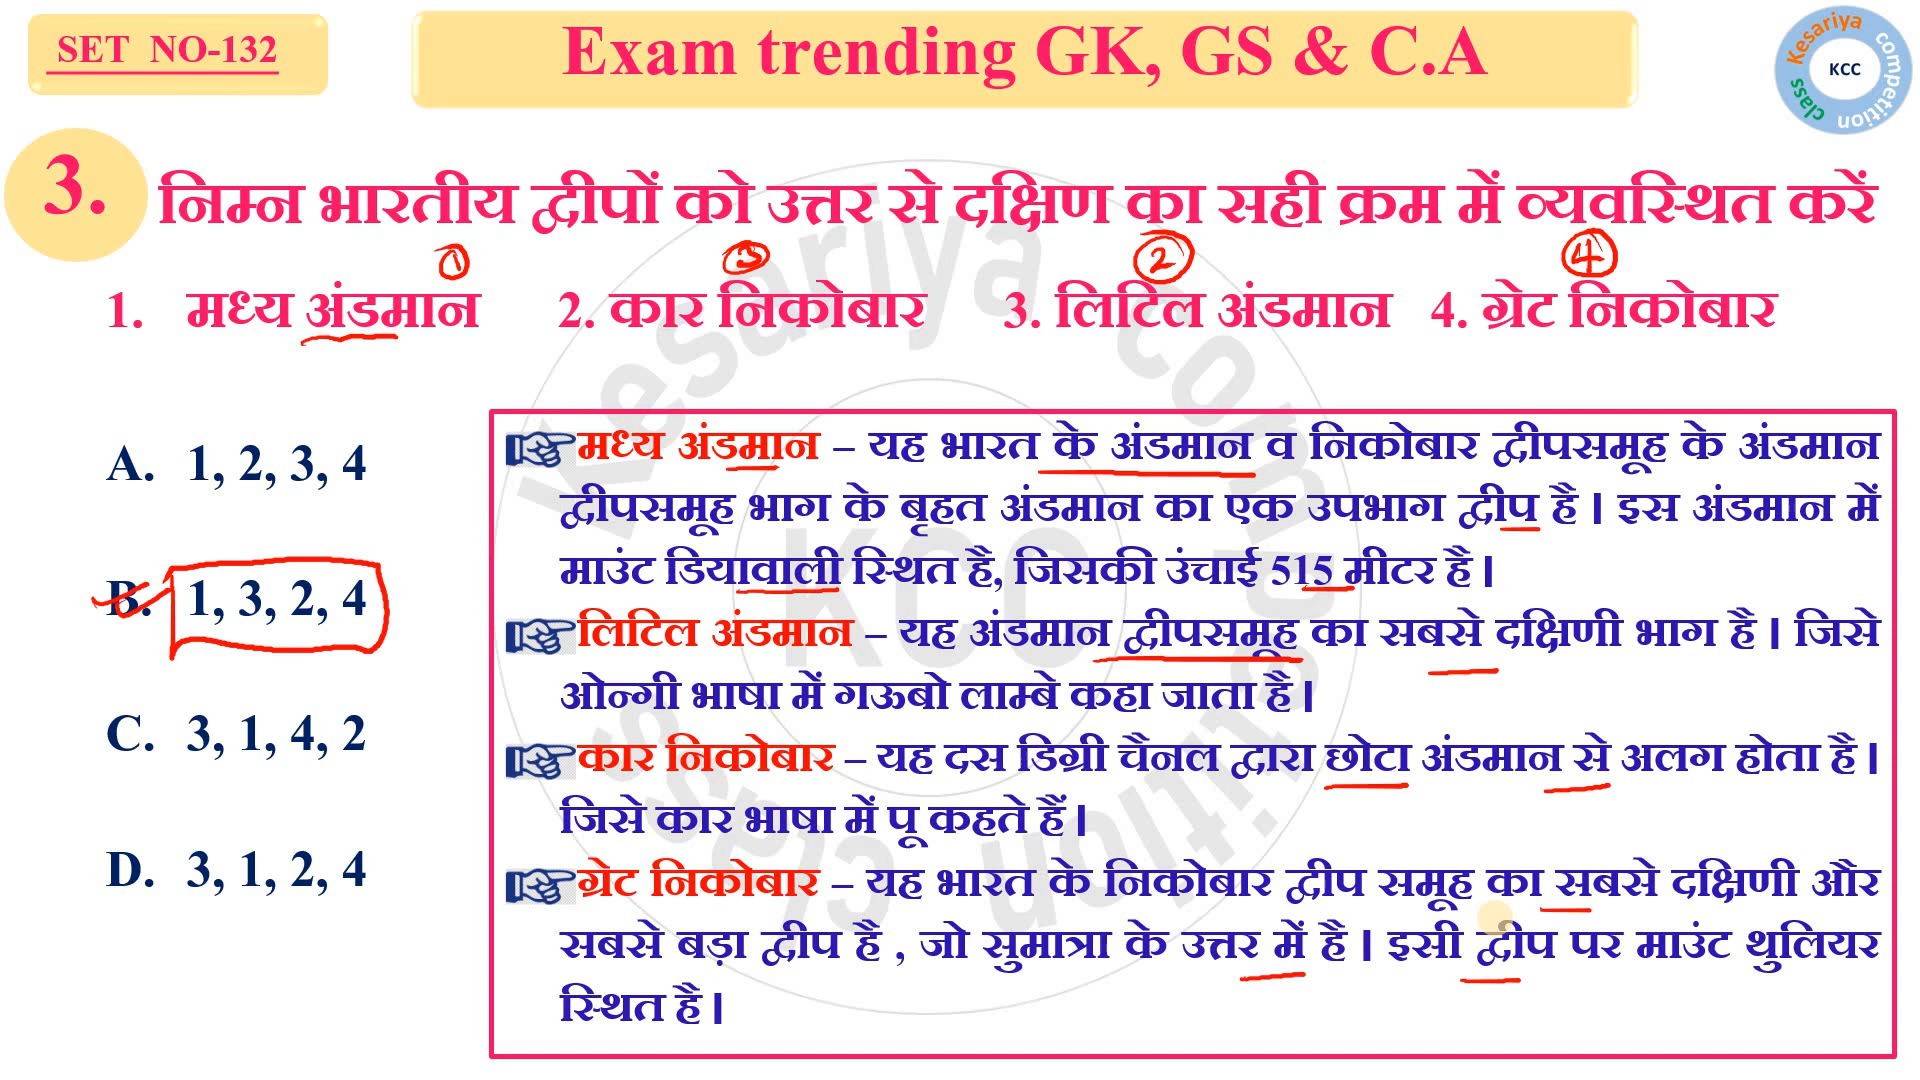 SET NO-132
Exam trending GK, GS & C.A
Kesariya competition class
KCC
3. निम्न भारतीय द्वीपों को उत्तर से दक्षिण का सही क्रम में व्यवस्थित करें
1 3 2 4
1. मध्य अंडमान 2. कार निकोबार 3. लिटिल अंडमान 4. ग्रेट निकोबार
A. 1, 2, 3, 4
B. 1, 3, 2, 4
C. 3, 1, 4, 2
D. 3, 1, 2, 4
मध्य अंडमान – यह भारत के अंडमान व निकोबार द्वीपसमूह के अंडमान
द्वीपसमूह भाग के बृहत अंडमान का एक उपभाग द्वीप है। इस अंडमान में
माउंट डियावाली स्थित है, जिसकी उंचाई 515 मीटर है।
लिटिल अंडमान – यह अंडमान द्वीपसमूह का सबसे दक्षिणी भाग है। जिसे
ओन्गी भाषा में गऊबो लाम्बे कहा जाता है।
कार निकोबार – यह दस डिग्री चैनल द्वारा छोटा अंडमान से अलग होता है।
जिसे कार भाषा में पू कहते हैं।
ग्रेट निकोबार – यह भारत के निकोबार द्वीप समूह का सबसे दक्षिणी और
सबसे बड़ा द्वीप है , जो सुमात्रा के उत्तर में है। इसी द्वीप पर माउंट थुलियर
स्थित है।
Kesariya competition class
KCC